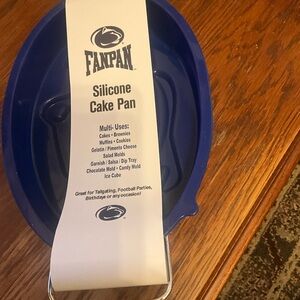 FANPAN
Silicone
Cake Pan
Multi- Uses:
Cakes • Brownies
Muffins • Cookies
Gelatin / Pimento Cheese
Salad Molds
Garnish / Salsa / Dip Tray
Chocolate Mold • Candy Mold
Ice Cube
Great for Tailgating, Football Parties,
Birthdays or any occasion!